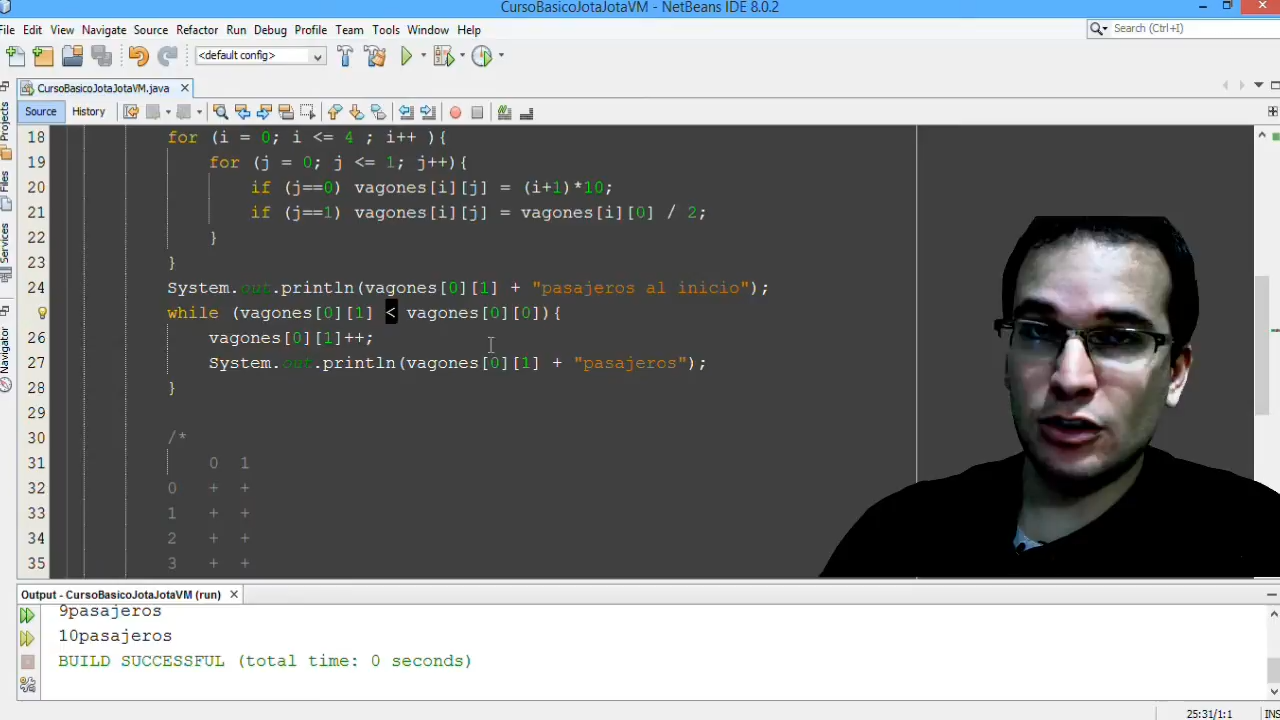 CursoBasicoJotaJotaVM - NetBeans IDE 8.0.2
File Edit View Navigate Source Refactor Run Debug Profile Team Tools Window Help
Search (Ctrl+I)
<default config>
CursoBasicoJotaJotaVM.java
Source History
Projects
Files
Services
Navigator
18 for (i = 0; i <= 4 ; i++ ){
19 for (j = 0; j <= 1; j++){
20 if (j==0) vagones[i][j] = (i+1)*10;
21 if (j==1) vagones[i][j] = vagones[i][0] / 2;
22 }
23 }
24 System.out.println(vagones[0][1] + "pasajeros al inicio");
while (vagones[0][1] < vagones[0][0]){
26 vagones[0][1]++;
27 System.out.println(vagones[0][1] + "pasajeros");
28 }
29
30 /*
31 0 1
32 0 + +
33 1 + +
34 2 + +
35 3 + +
Output - CursoBasicoJotaJotaVM (run)
9pasajeros
10pasajeros
BUILD SUCCESSFUL (total time: 0 seconds)
25:31/1:1 INS